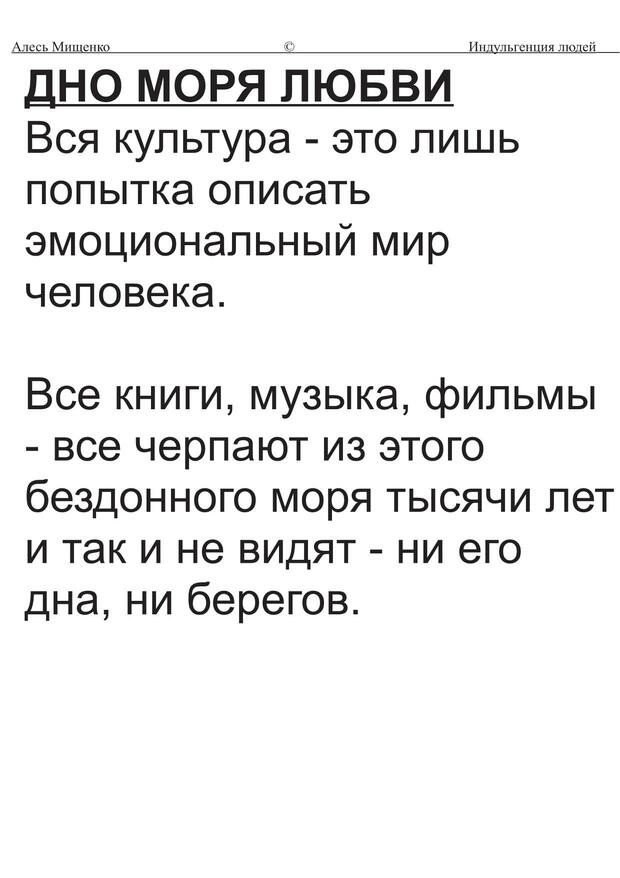 Алесь Мищенко © Индульгенция людей
ДНО МОРЯ ЛЮБВИ
Вся культура - это лишь
попытка описать
эмоциональный мир
человека.
Все книги, музыка, фильмы
- все черпают из этого
бездонного моря тысячи лет
и так и не видят - ни его
дна, ни берегов.